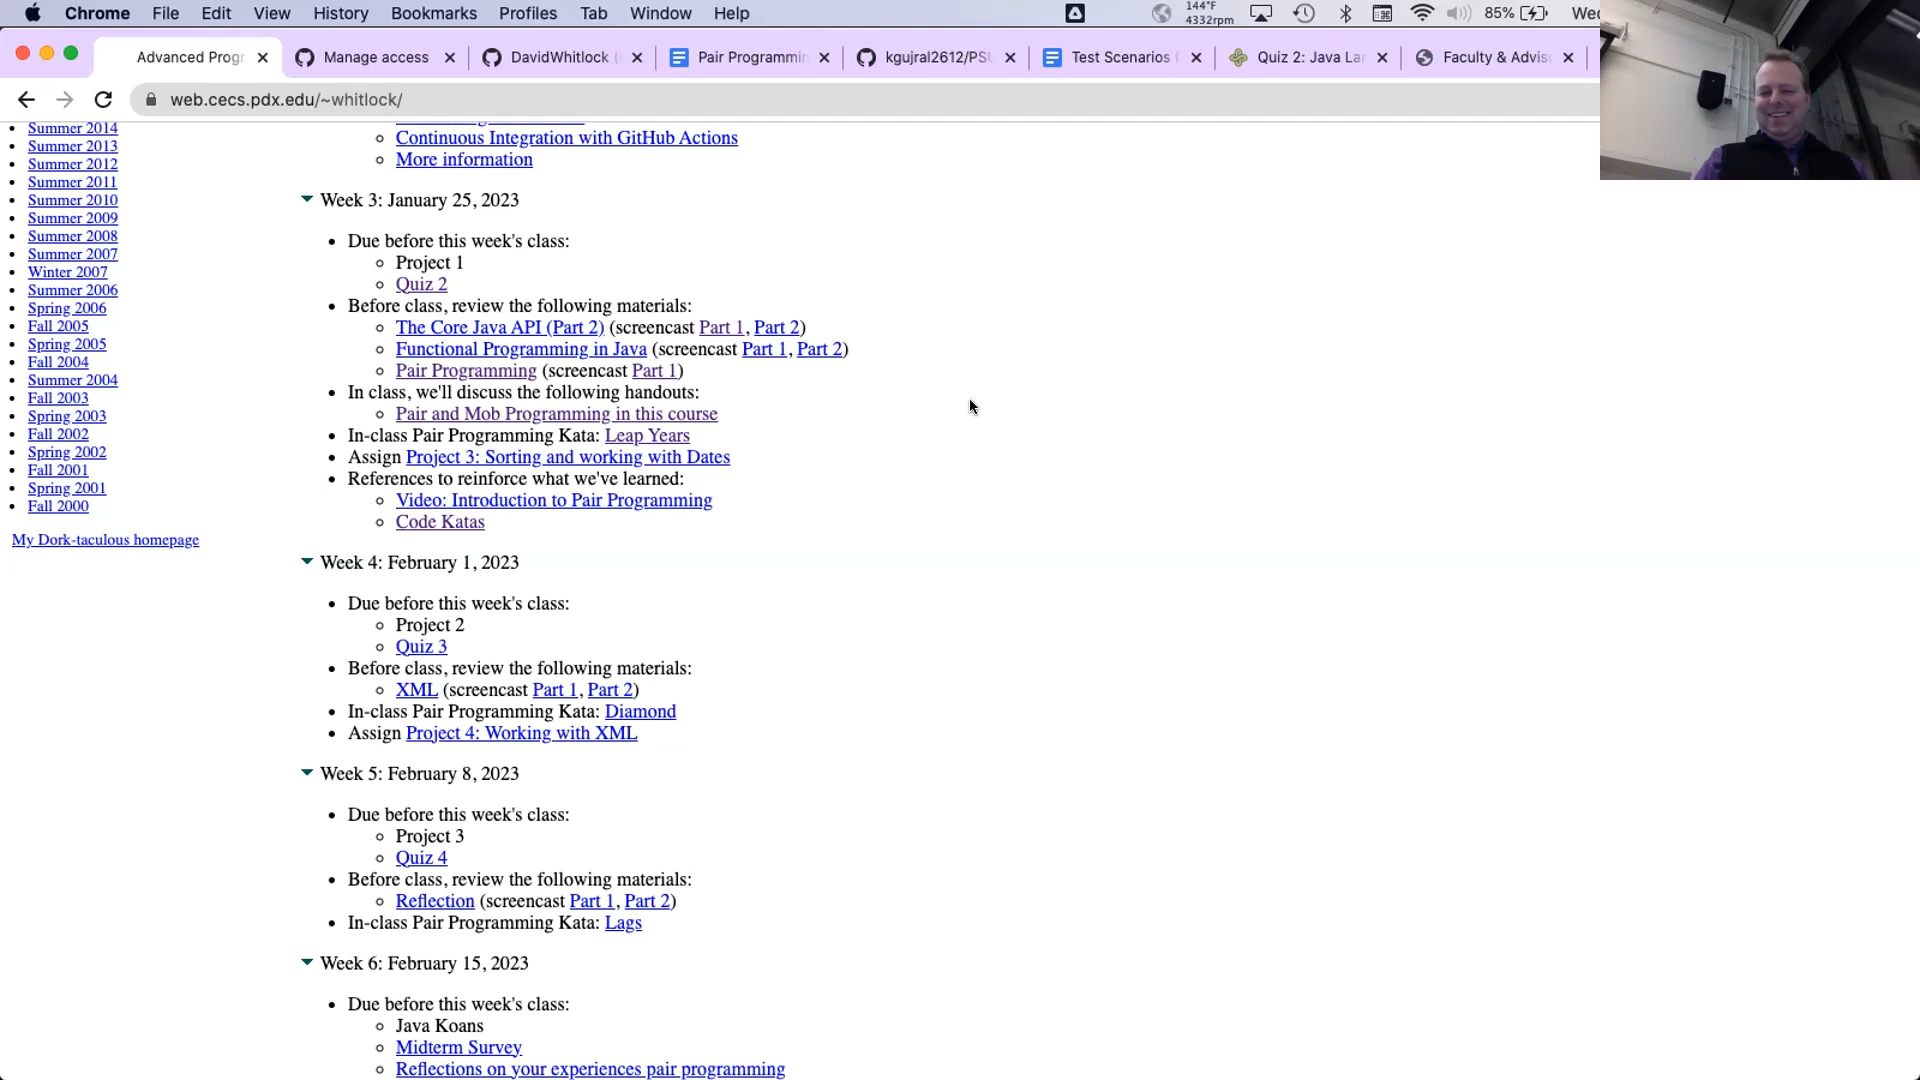 Chrome File Edit View History Bookmarks Profiles Tab Window Help 144°F 4332rpm 85% Wed
Advanced Progr Manage access DavidWhitlock ( Pair Programmin kgujral2612/PSU Test Scenarios f Quiz 2: Java Lan Faculty & Advis
web.cecs.pdx.edu/~whitlock/
Summer 2014
Summer 2013
Summer 2012
Summer 2011
Summer 2010
Summer 2009
Summer 2008
Summer 2007
Winter 2007
Summer 2006
Spring 2006
Fall 2005
Spring 2005
Fall 2004
Summer 2004
Fall 2003
Spring 2003
Fall 2002
Spring 2002
Fall 2001
Spring 2001
Fall 2000
My Dork-taculous homepage
Continuous Integration with GitHub Actions
More information
Week 3: January 25, 2023
Due before this week's class:
Project 1
Quiz 2
Before class, review the following materials:
The Core Java API (Part 2) (screencast Part 1, Part 2)
Functional Programming in Java (screencast Part 1, Part 2)
Pair Programming (screencast Part 1)
In class, we'll discuss the following handouts:
Pair and Mob Programming in this course
In-class Pair Programming Kata: Leap Years
Assign Project 3: Sorting and working with Dates
References to reinforce what we've learned:
Video: Introduction to Pair Programming
Code Katas
Week 4: February 1, 2023
Due before this week's class:
Project 2
Quiz 3
Before class, review the following materials:
XML (screencast Part 1, Part 2)
In-class Pair Programming Kata: Diamond
Assign Project 4: Working with XML
Week 5: February 8, 2023
Due before this week's class:
Project 3
Quiz 4
Before class, review the following materials:
Reflection (screencast Part 1, Part 2)
In-class Pair Programming Kata: Lags
Week 6: February 15, 2023
Due before this week's class:
Java Koans
Midterm Survey
Reflections on your experiences pair programming